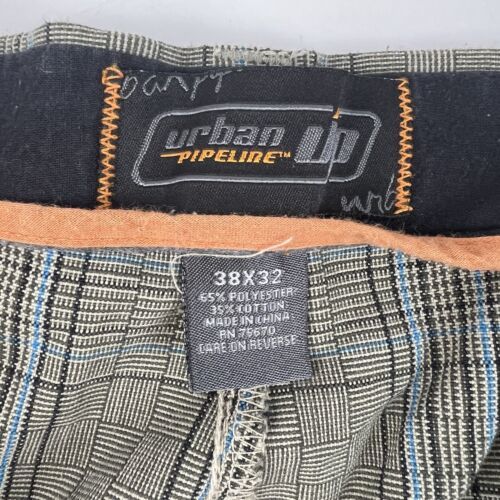 urban up
PIPELINE™
38X32
65% POLYESTER
35% COTTON
MADE IN CHINA
RN 75670
CARE ON REVERSE